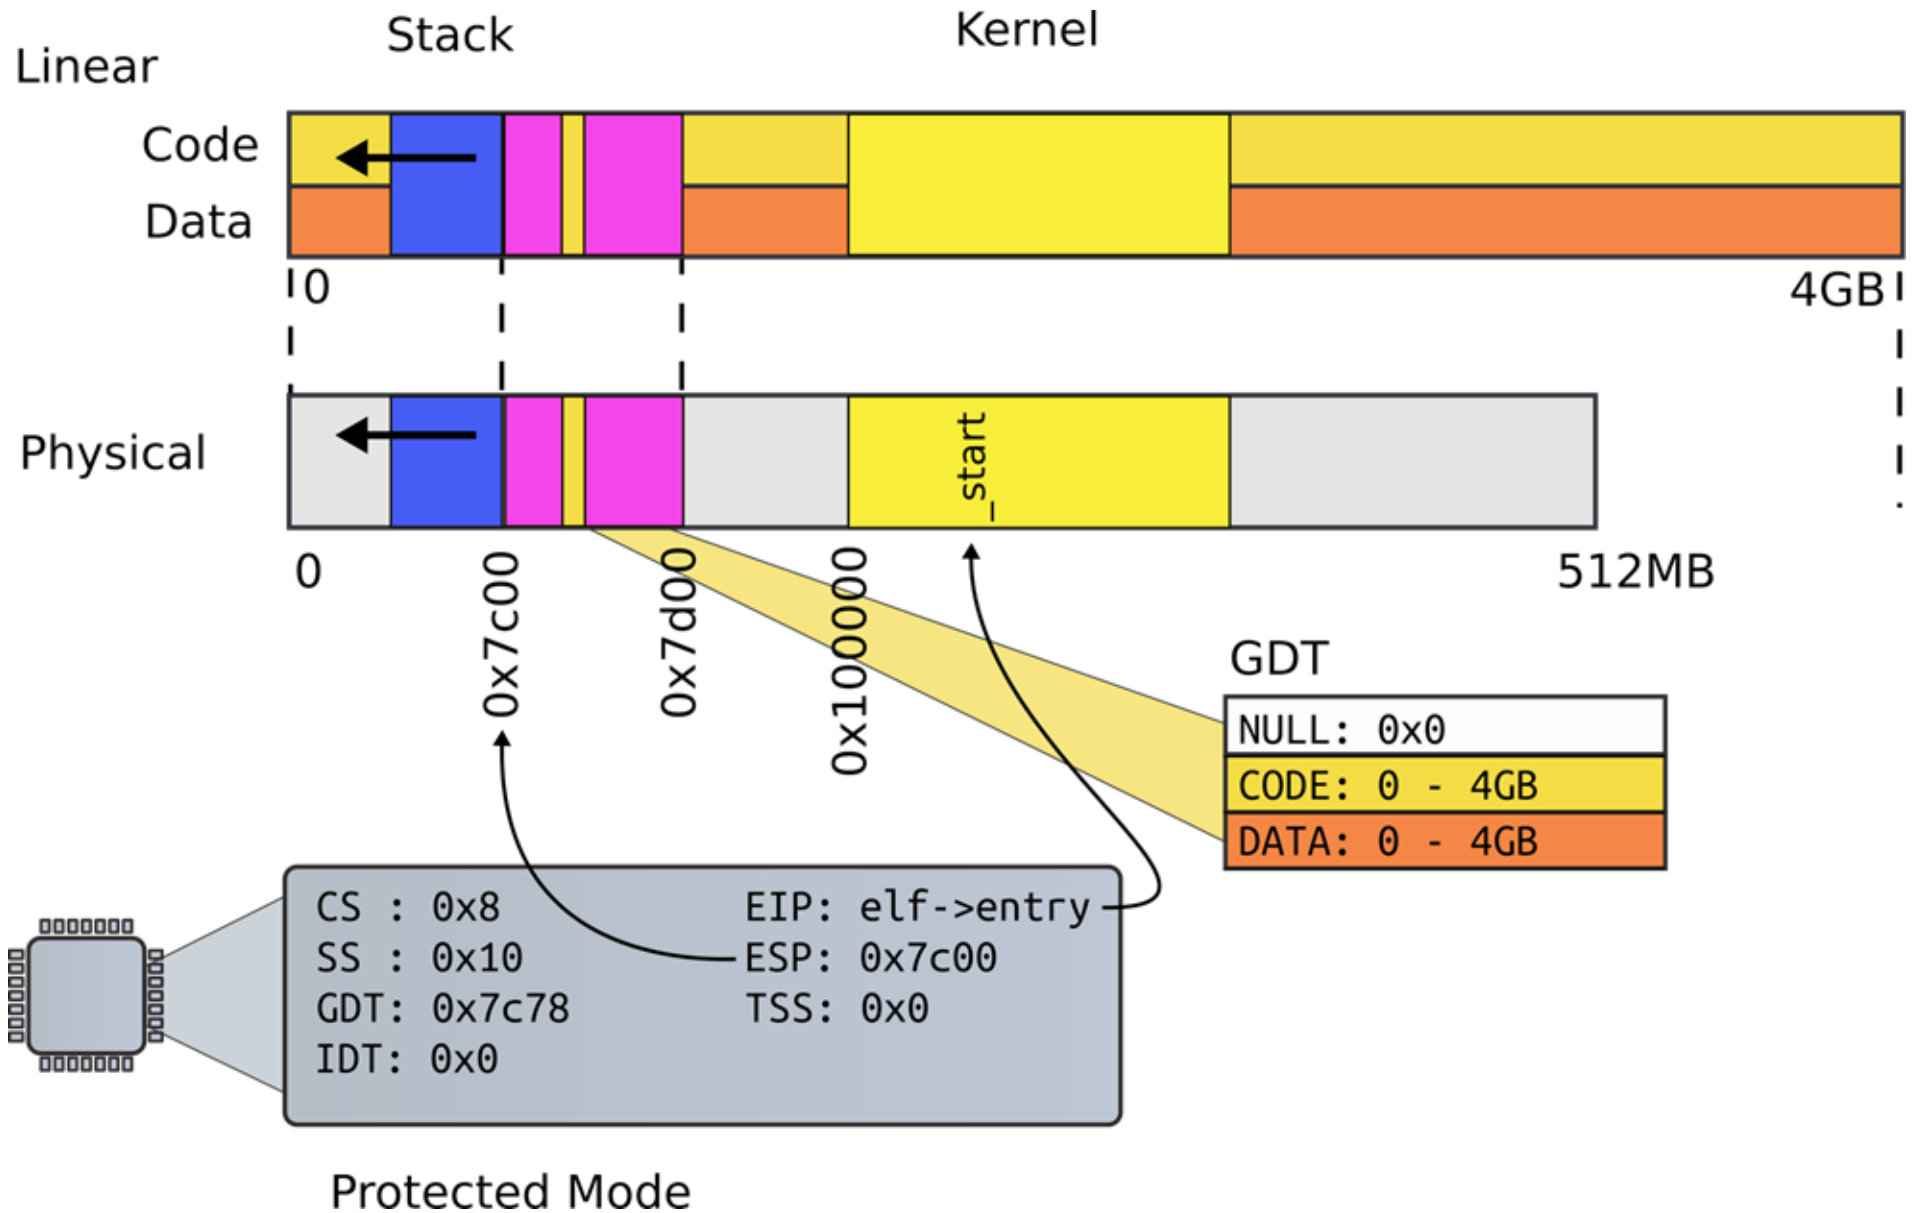 Stack
Kernel
Linear
Code
Data
0
4GB
Physical
_start
0
0x7c00
0x7d00
0x100000
512MB
GDT
NULL: 0x0
CODE: 0 - 4GB
DATA: 0 - 4GB
CS : 0x8
EIP: elf->entry
SS : 0x10
ESP: 0x7c00
GDT: 0x7c78
TSS: 0x0
IDT: 0x0
Protected Mode